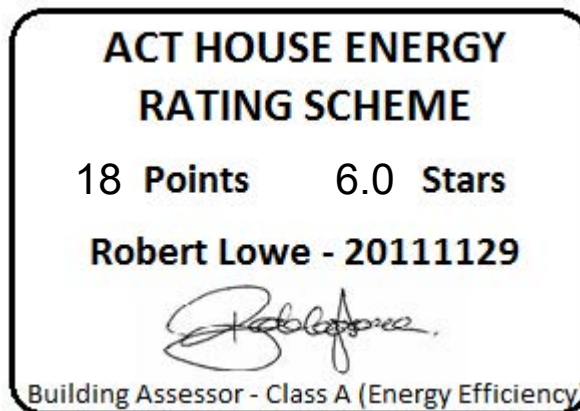 ACT HOUSE ENERGY
RATING SCHEME
18 Points 6.0 Stars
Robert Lowe - 20111129
Building Assessor - Class A (Energy Efficiency)